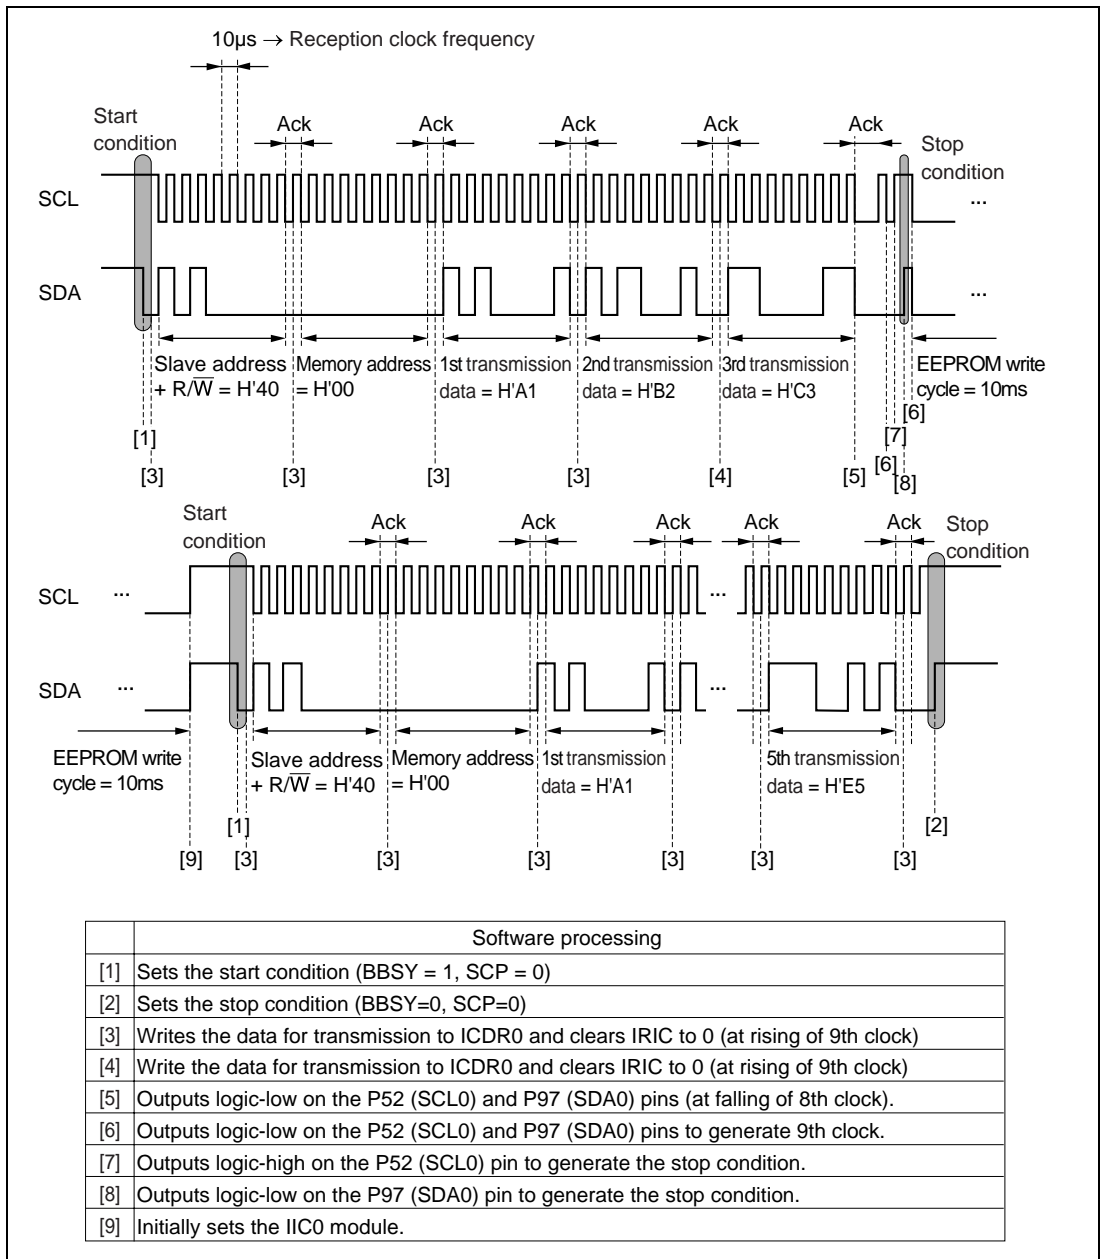 10µs → Reception clock frequency
Start
condition
Ack
Ack
Ack
Ack
Ack
Stop
condition
SCL
...
SDA
...
Slave address
+ R/W̅ = H'40
Memory address
= H'00
1st transmission
data = H'A1
2nd transmission
data = H'B2
3rd transmission
data = H'C3
EEPROM write
cycle = 10ms
[1]
[3]
[3]
[3]
[3]
[4]
[5]
[6]
[7]
[6]
[8]
Start
condition
Ack
Ack
Ack
Ack
Ack
Stop
condition
SCL
...
...
SDA
...
...
EEPROM write
cycle = 10ms
Slave address
+ R/W̅ = H'40
Memory address
= H'00
1st transmission
data = H'A1
5th transmission
data = H'E5
[1]
[2]
[9]
[3]
[3]
[3]
[3]
[3]
[3]
Software processing
[1] Sets the start condition (BBSY = 1, SCP = 0)
[2] Sets the stop condition (BBSY=0, SCP=0)
[3] Writes the data for transmission to ICDR0 and clears IRIC to 0 (at rising of 9th clock)
[4] Write the data for transmission to ICDR0 and clears IRIC to 0 (at rising of 9th clock)
[5] Outputs logic-low on the P52 (SCL0) and P97 (SDA0) pins (at falling of 8th clock).
[6] Outputs logic-low on the P52 (SCL0) and P97 (SDA0) pins to generate 9th clock.
[7] Outputs logic-high on the P52 (SCL0) pin to generate the stop condition.
[8] Outputs logic-low on the P97 (SDA0) pin to generate the stop condition.
[9] Initially sets the IIC0 module.